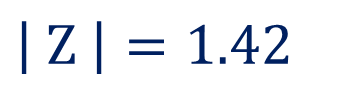 | Z | = 1.42